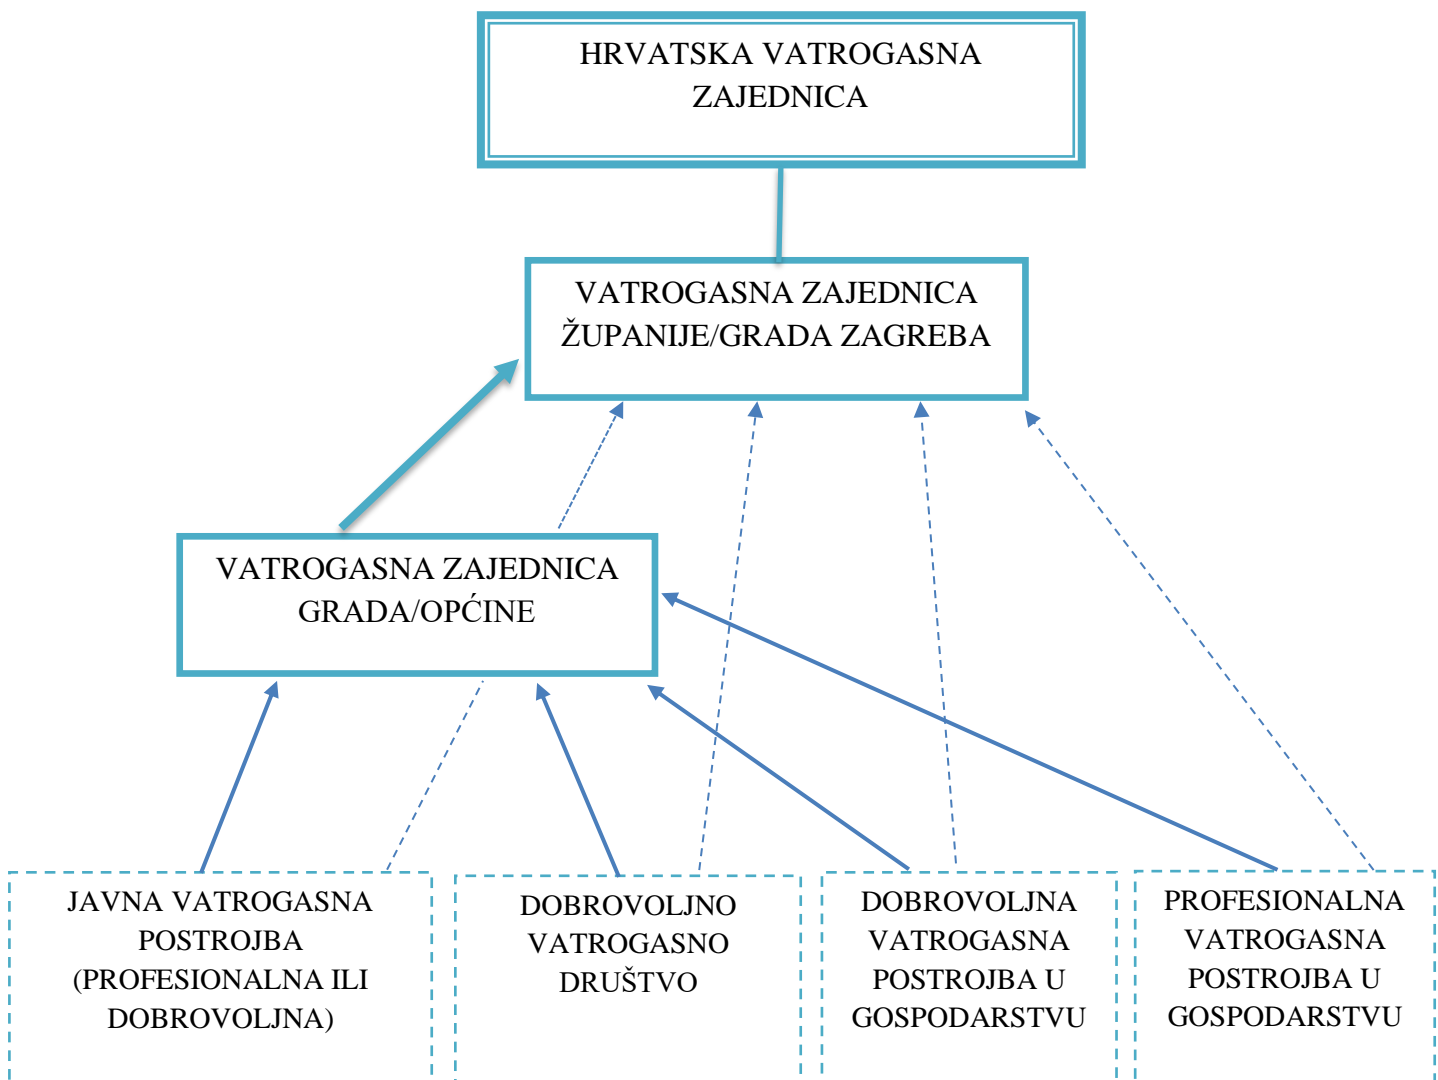 HRVATSKA VATROGASNA
ZAJEDNICA
VATROGASNA ZAJEDNICA
ŽUPANIJE/GRADA ZAGREBA
VATROGASNA ZAJEDNICA
GRADA/OPĆINE
JAVNA VATROGASNA
POSTROJBA
(PROFESIONALNA ILI
DOBROVOLJNA)
DOBROVOLJNO
VATROGASNO
DRUŠTVO
DOBROVOLJNA
VATROGASNA
POSTROJBA U
GOSPODARSTVU
PROFESIONALNA
VATROGASNA
POSTROJBA U
GOSPODARSTVU